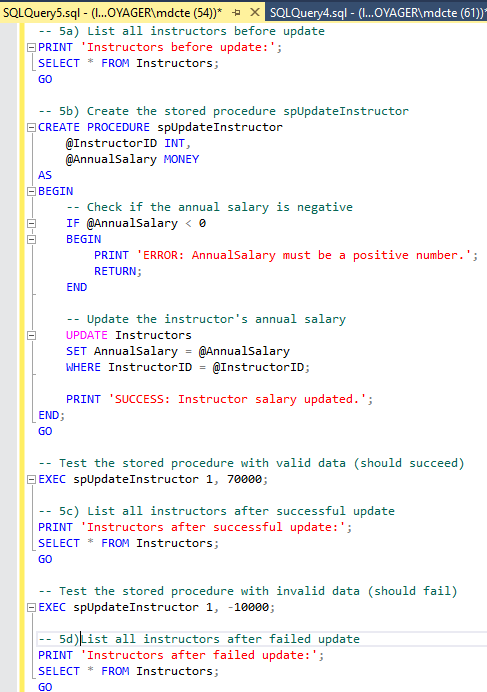 SQLQuery5.sql - (l...OYAGER\mdcte (54))* SQLQuery4.sql - (l...OYAGER\mdcte (61))*
-- 5a) List all instructors before update
PRINT 'Instructors before update:';
SELECT * FROM Instructors;
GO
-- 5b) Create the stored procedure spUpdateInstructor
CREATE PROCEDURE spUpdateInstructor
@InstructorID INT,
@AnnualSalary MONEY
AS
BEGIN
-- Check if the annual salary is negative
IF @AnnualSalary < 0
BEGIN
PRINT 'ERROR: AnnualSalary must be a positive number.';
RETURN;
END
-- Update the instructor's annual salary
UPDATE Instructors
SET AnnualSalary = @AnnualSalary
WHERE InstructorID = @InstructorID;
PRINT 'SUCCESS: Instructor salary updated.';
END;
GO
-- Test the stored procedure with valid data (should succeed)
EXEC spUpdateInstructor 1, 70000;
-- 5c) List all instructors after successful update
PRINT 'Instructors after successful update:';
SELECT * FROM Instructors;
GO
-- Test the stored procedure with invalid data (should fail)
EXEC spUpdateInstructor 1, -10000;
-- 5d)List all instructors after failed update
PRINT 'Instructors after failed update:';
SELECT * FROM Instructors;
GO